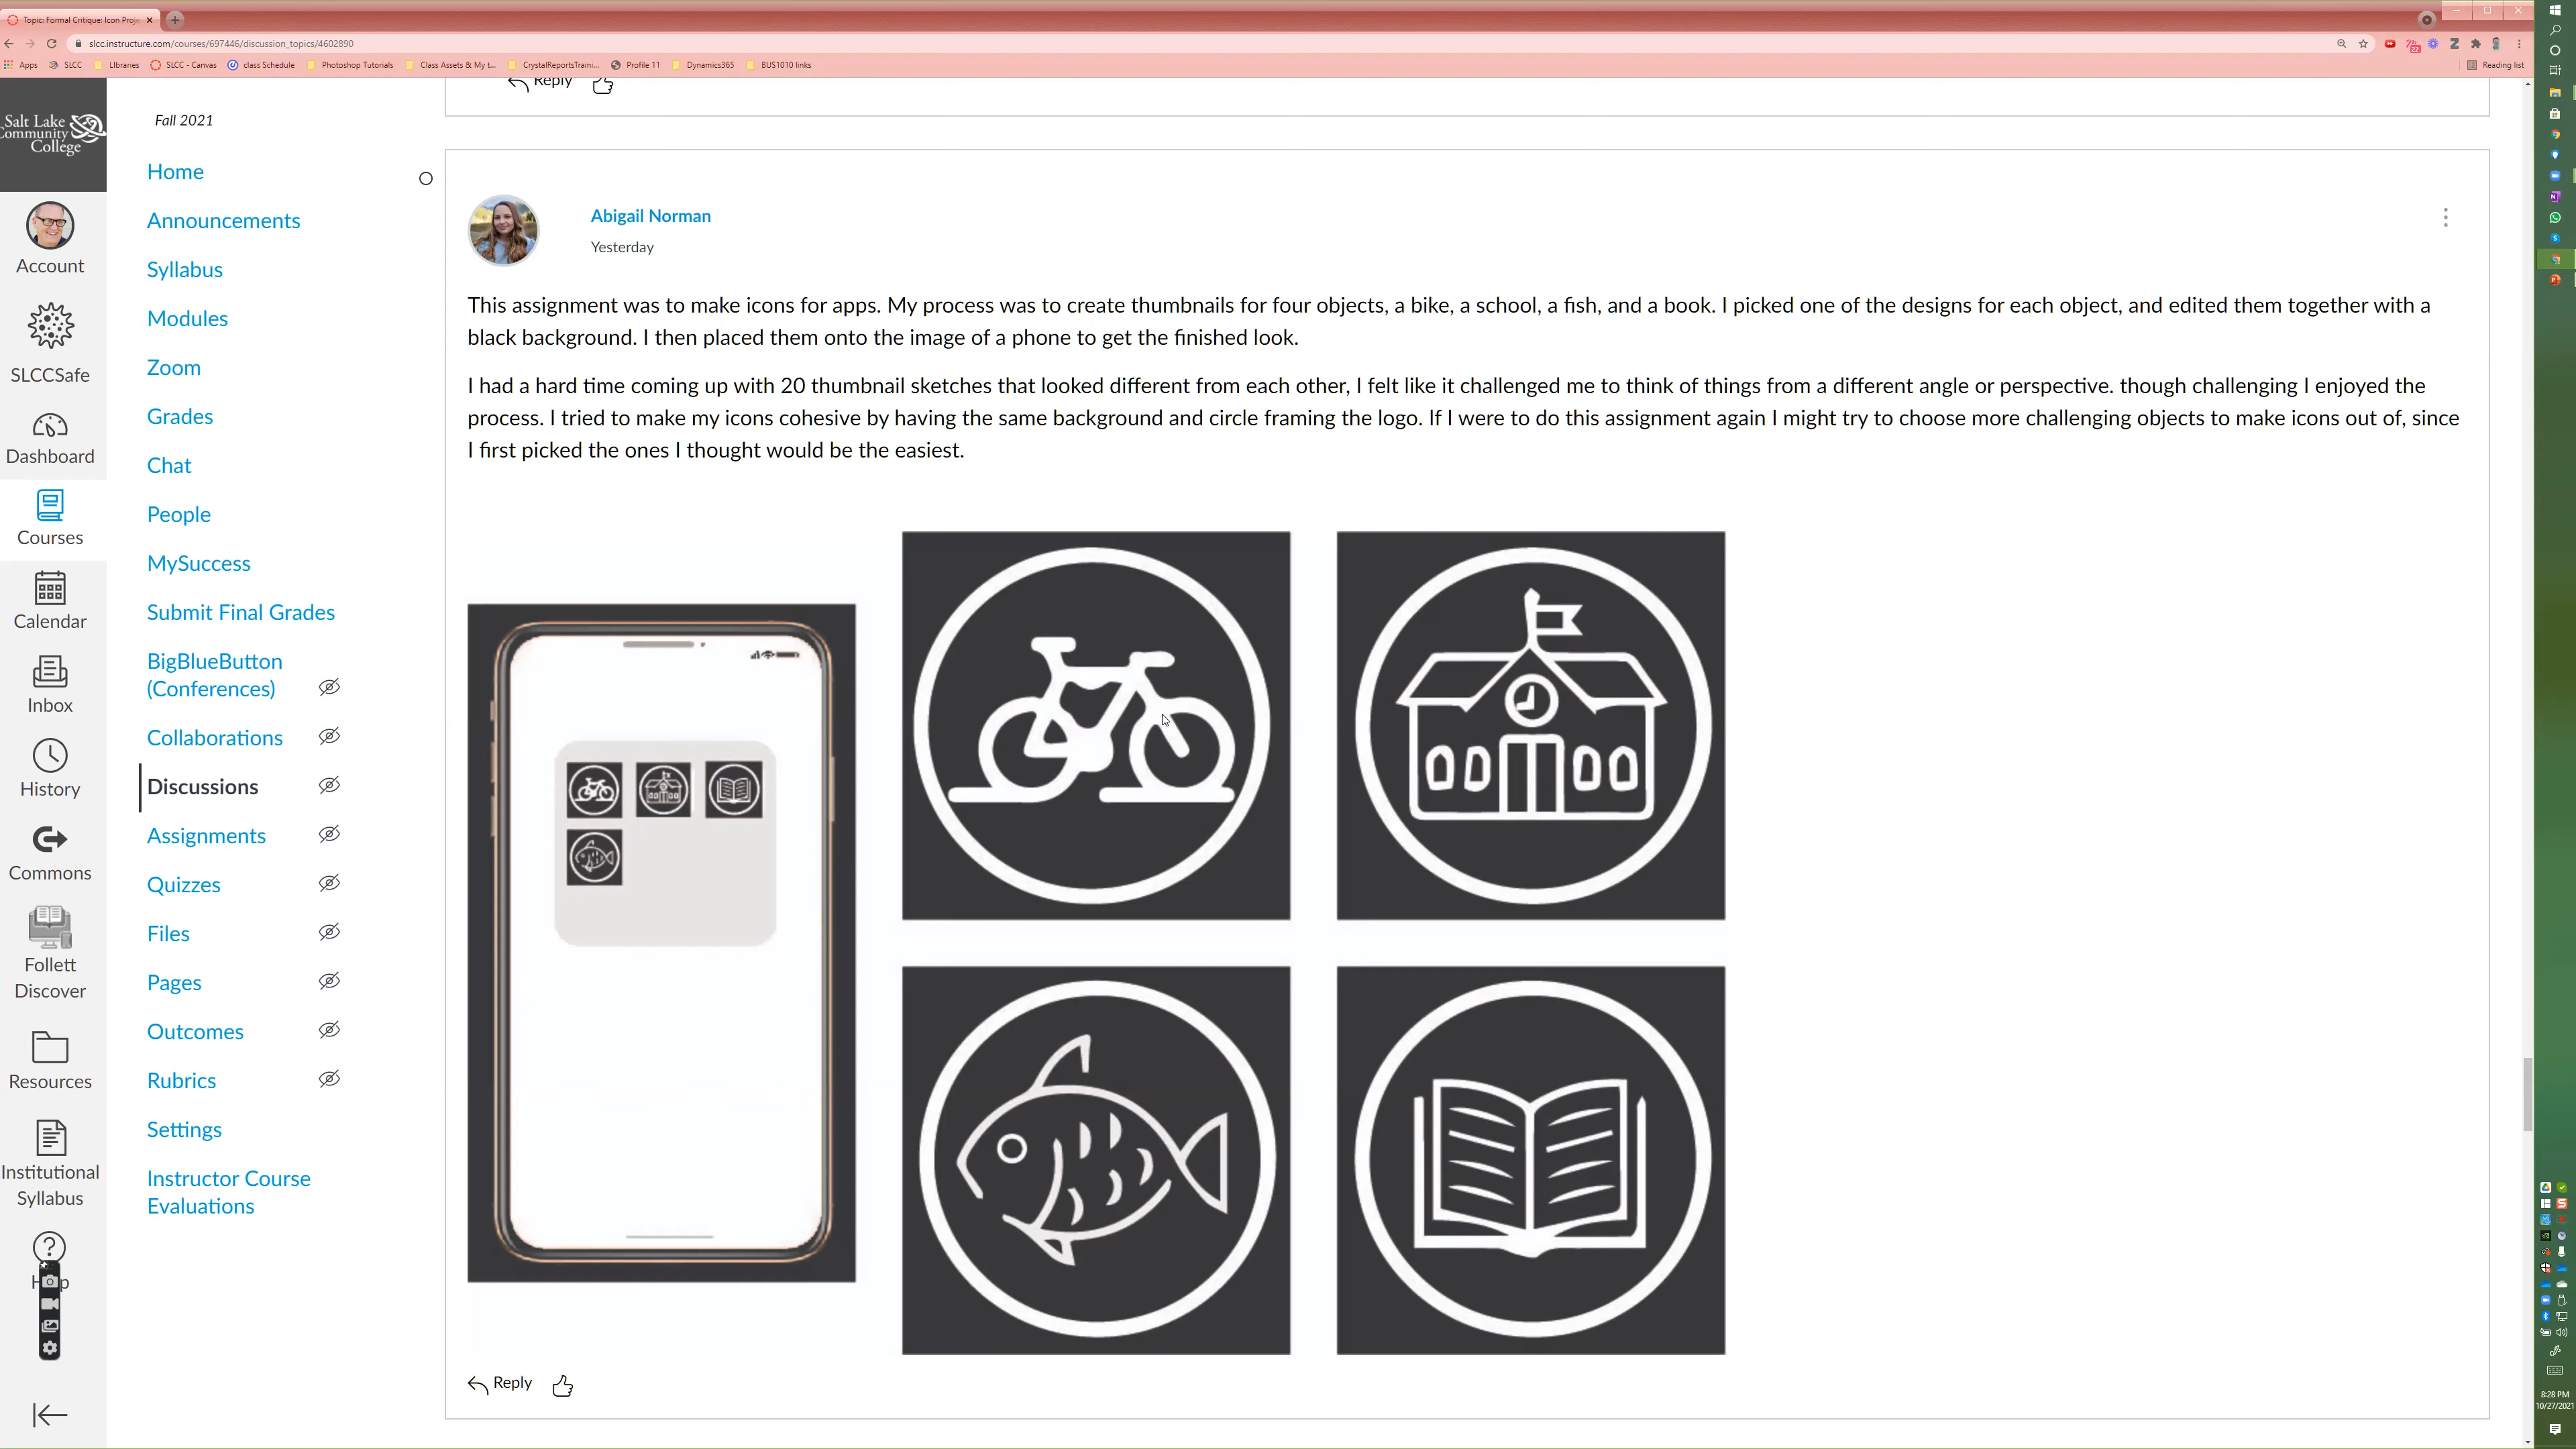 Topic: Formal Critique: Icon Proj
slcc.instructure.com/courses/697446/discussion_topics/4602890
Apps
SLCC
Libraries
SLCC - Canvas
class Schedule
Photoshop Tutorials
Class Assets & My t...
CrystalReportsTraini...
Profile 11
Dynamics365
BUS1010 links
Reading list
Salt Lake
Community
College
Account
SLCCSafe
Dashboard
Courses
Calendar
Inbox
History
Commons
Follett
Discover
Resources
Institutional
Syllabus
Fall 2021
Home
Announcements
Syllabus
Modules
Zoom
Grades
Chat
People
MySuccess
Submit Final Grades
BigBlueButton
(Conferences)
Collaborations
Discussions
Assignments
Quizzes
Files
Pages
Outcomes
Rubrics
Settings
Instructor Course
Evaluations
Reply
Abigail Norman
Yesterday
This assignment was to make icons for apps. My process was to create thumbnails for four objects, a bike, a school, a fish, and a book. I picked one of the designs for each object, and edited them together with a
black background. I then placed them onto the image of a phone to get the finished look.
I had a hard time coming up with 20 thumbnail sketches that looked different from each other, I felt like it challenged me to think of things from a different angle or perspective. though challenging I enjoyed the
process. I tried to make my icons cohesive by having the same background and circle framing the logo. If I were to do this assignment again I might try to choose more challenging objects to make icons out of, since
I first picked the ones I thought would be the easiest.
Reply
8:28 PM
10/27/2021